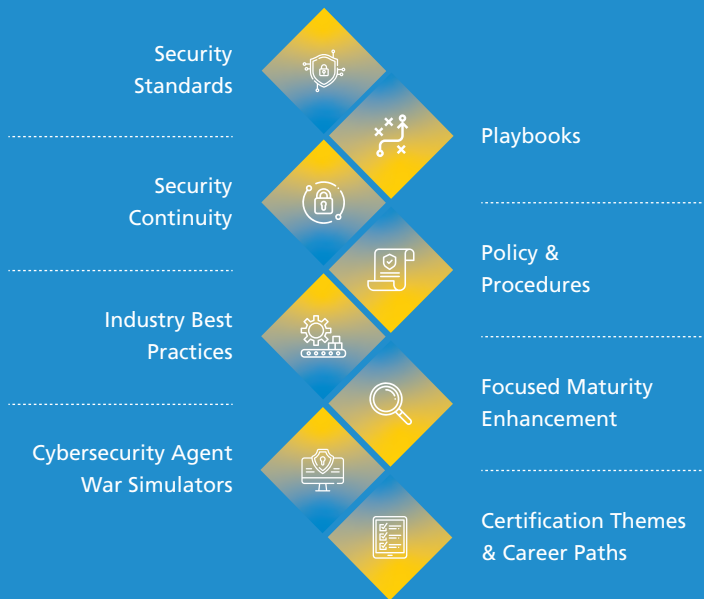 Security
Standards
Playbooks
Security
Continuity
Policy &
Procedures
Industry Best
Practices
Focused Maturity
Enhancement
Cybersecurity Agent
War Simulators
Certification Themes
& Career Paths